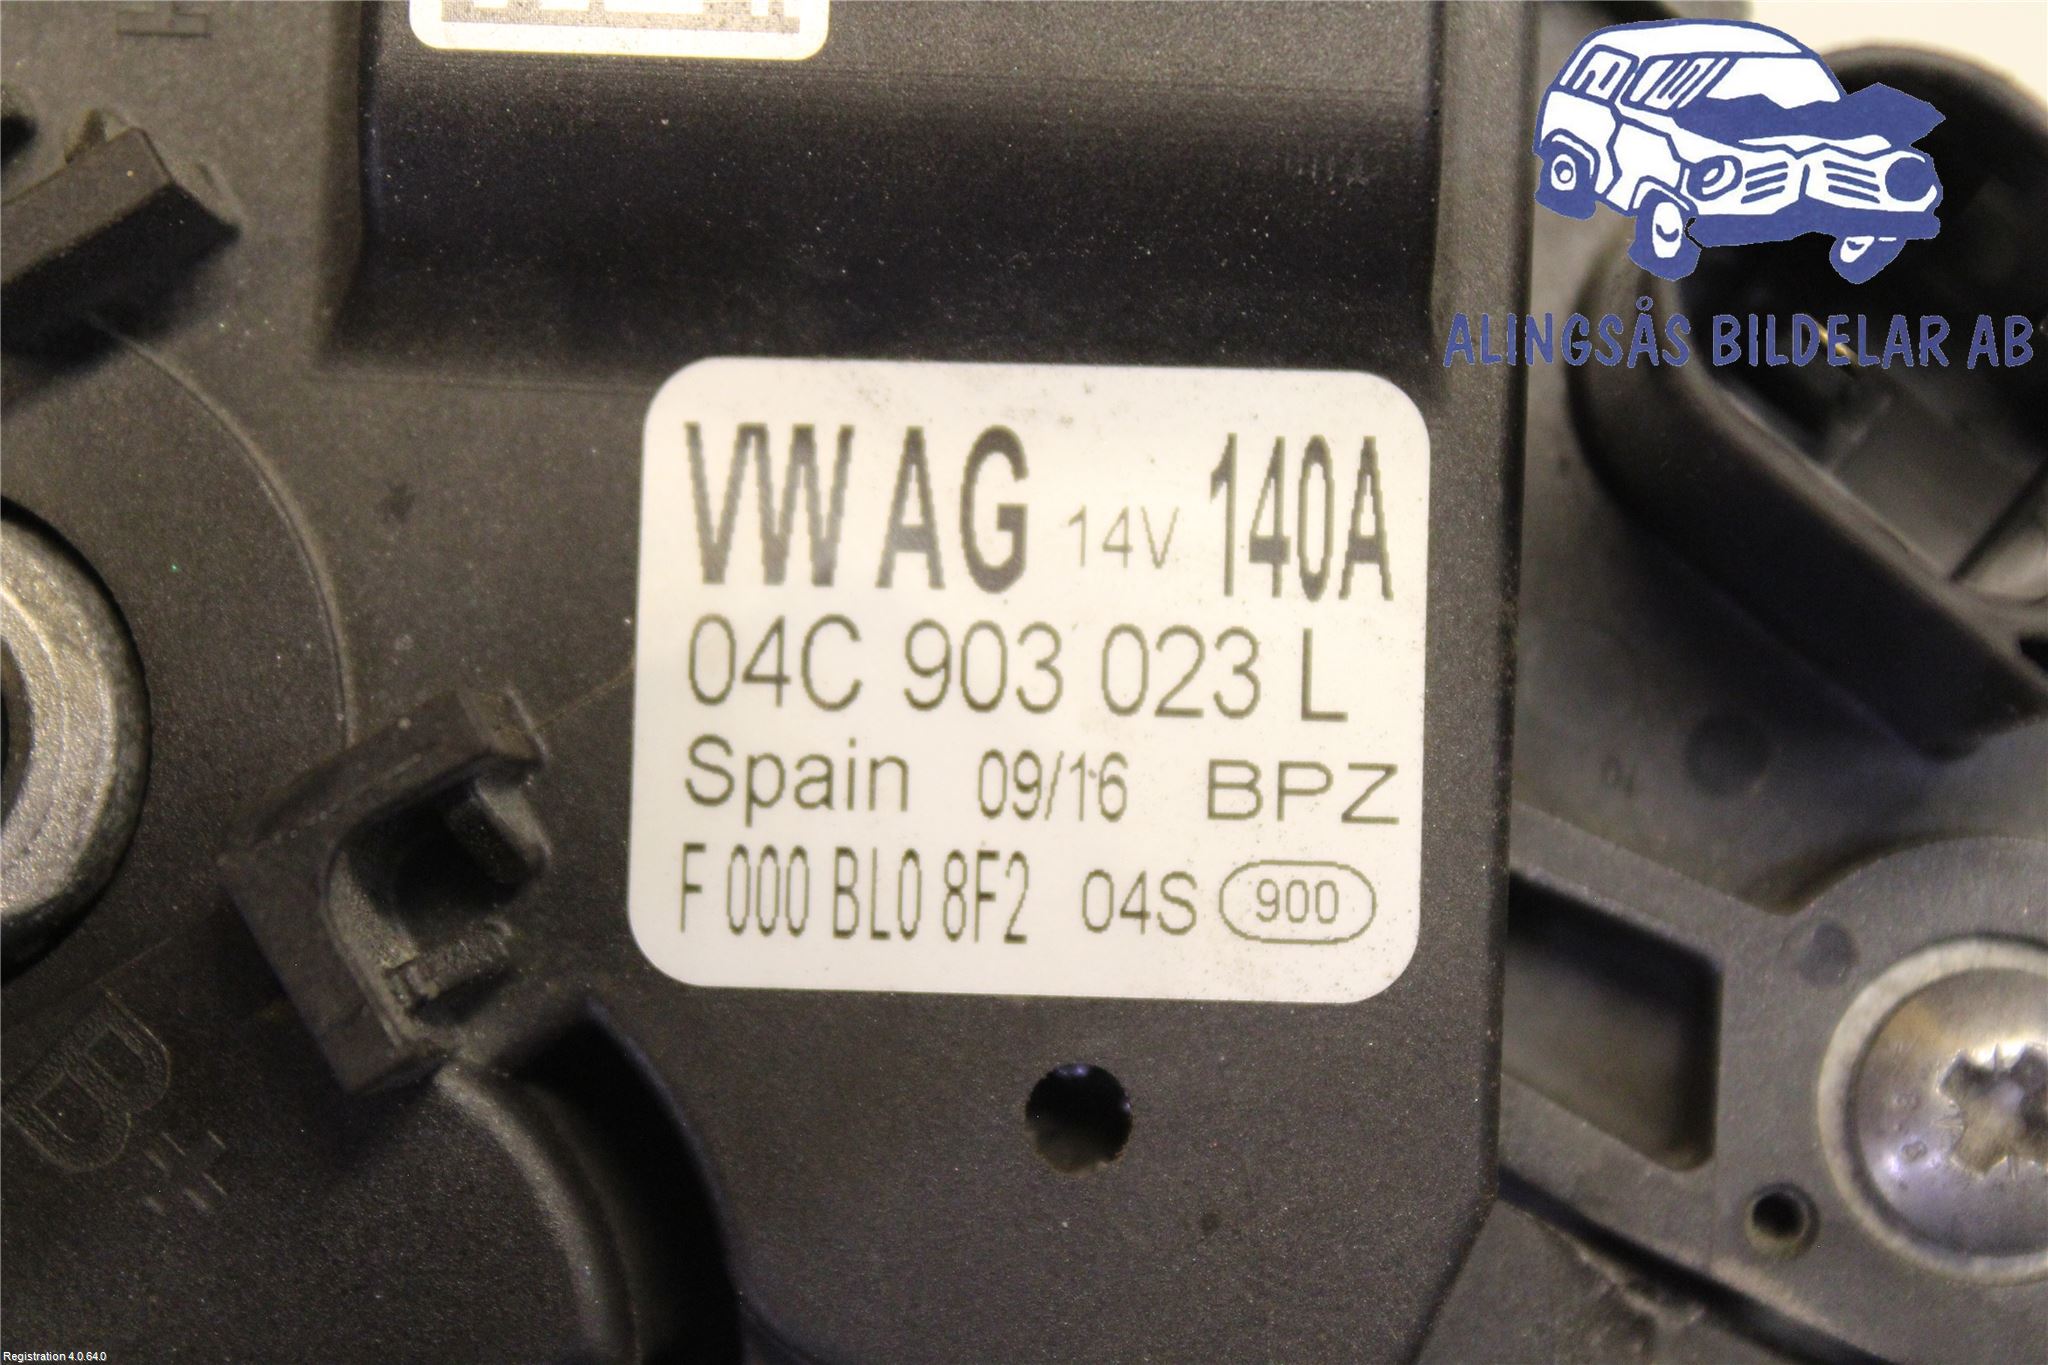 ALINGSÅS BILDELAR AB
VW AG 14V 140A
04C 903 023 L
Spain 09/16 BPZ
F 000 BL0 8F2 04S 900
B+
Registration 4.0.64.0